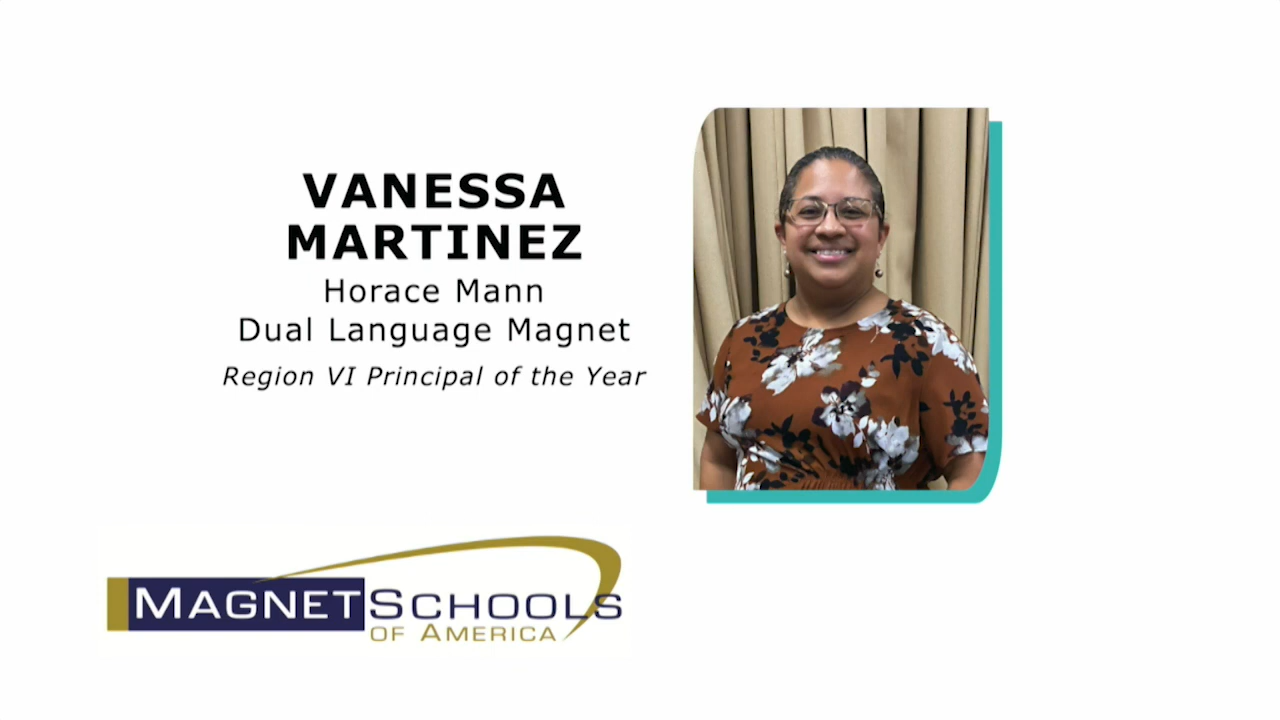 VANESSA
MARTINEZ
Horace Mann
Dual Language Magnet
Region VI Principal of the Year
MAGNET SCHOOLS
OF AMERICA